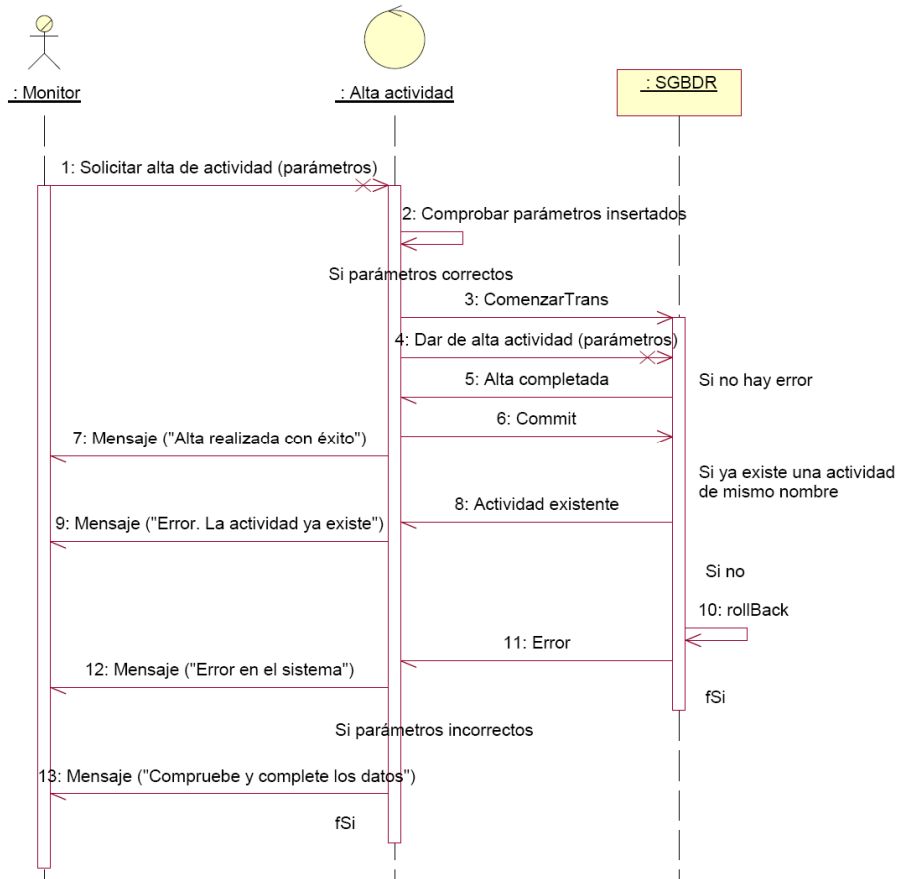 : Monitor
: Alta actividad
: SGBDR
1: Solicitar alta de actividad (parámetros)
2: Comprobar parámetros insertados
Si parámetros correctos
3: ComenzarTrans
4: Dar de alta actividad (parámetros)
5: Alta completada
Si no hay error
6: Commit
7: Mensaje ("Alta realizada con éxito")
Si ya existe una actividad
de mismo nombre
8: Actividad existente
9: Mensaje ("Error. La actividad ya existe")
Si no
10: rollBack
11: Error
12: Mensaje ("Error en el sistema")
fSi
Si parámetros incorrectos
13: Mensaje ("Compruebe y complete los datos")
fSi